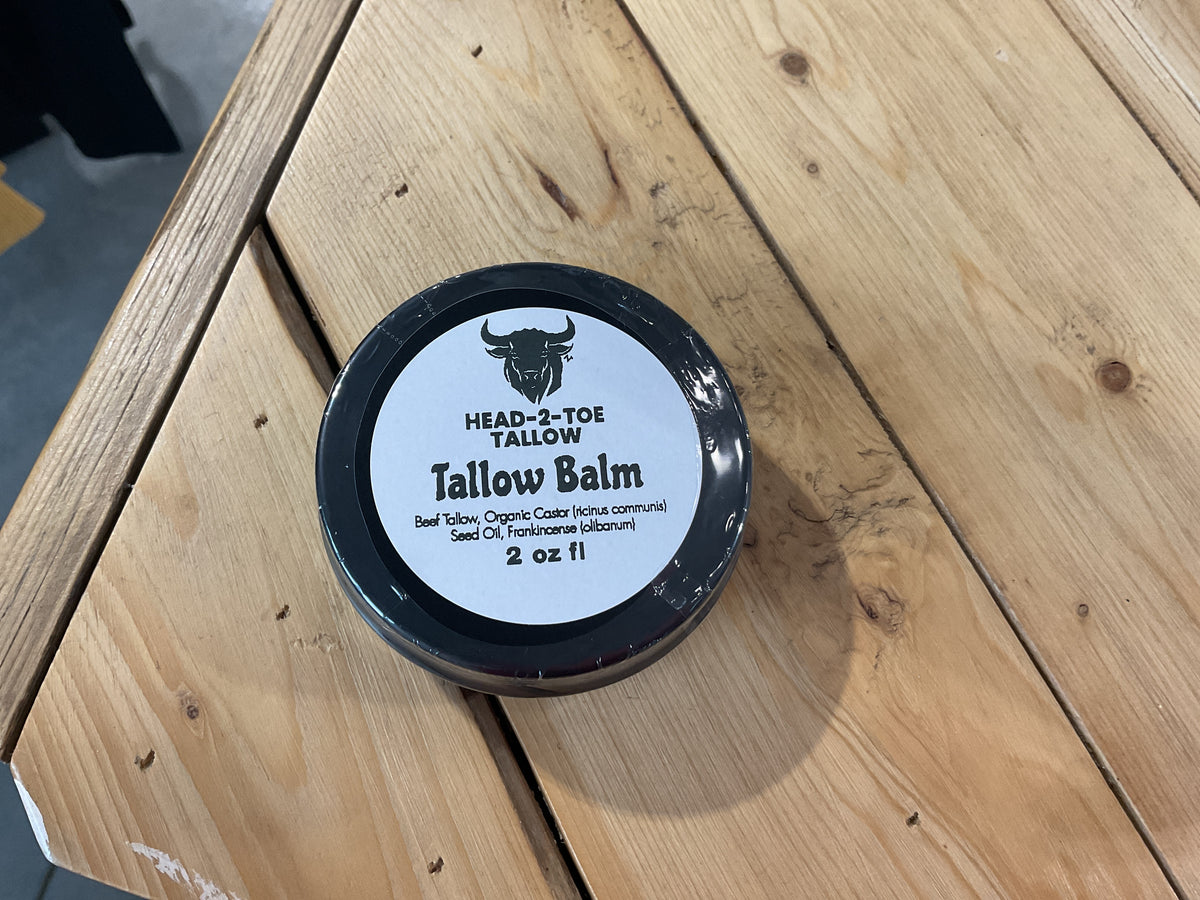 HEAD-2-TOE
TALLOW
Tallow Balm
Beef Tallow, Organic Castor (ricinus communis)
Seed Oil, Frankincense (olibanum)
2 oz fl